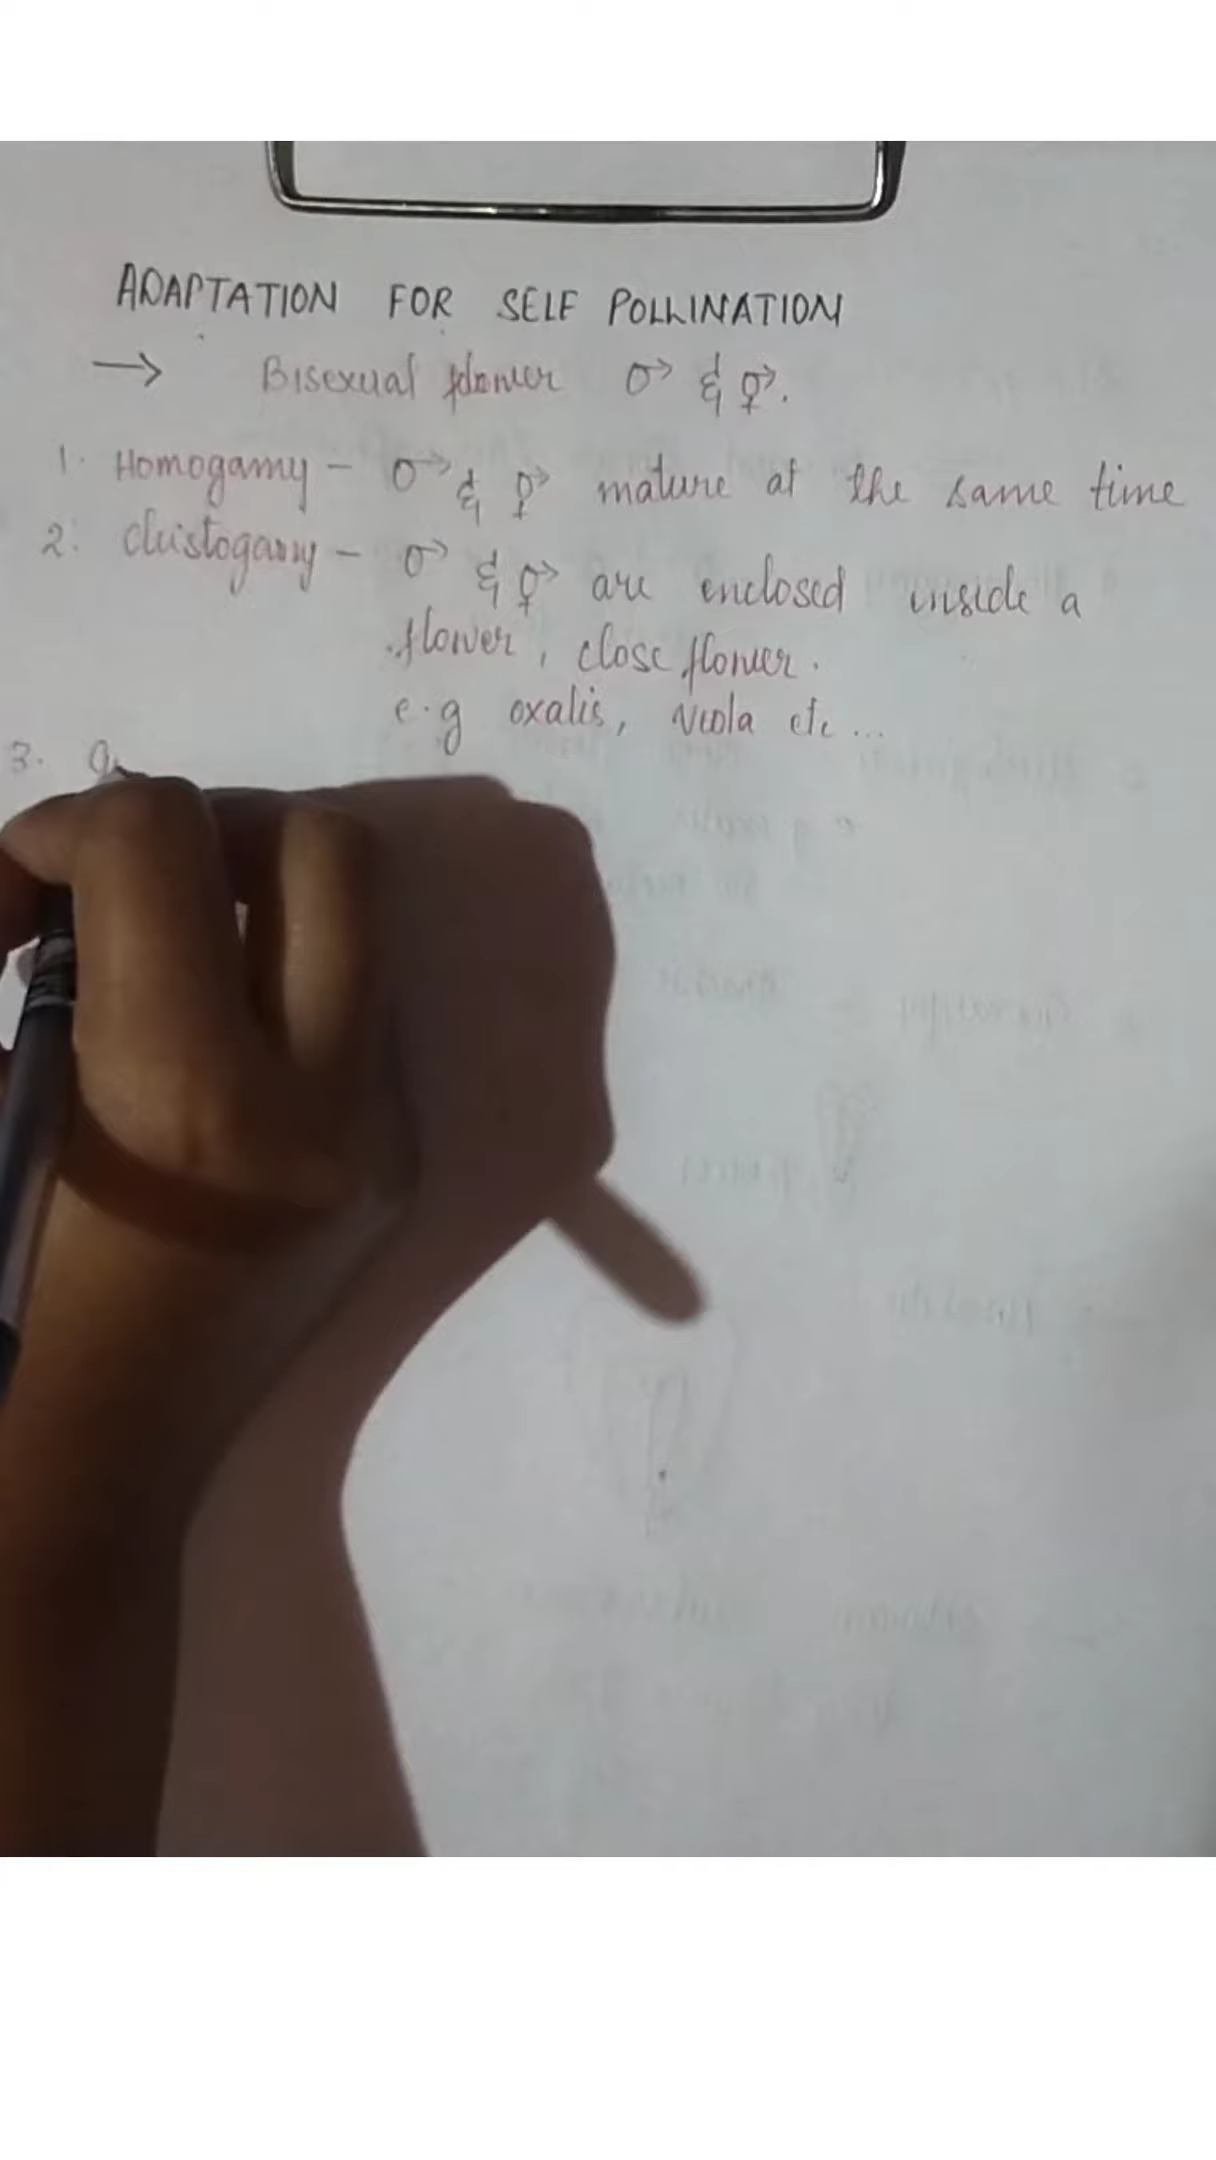 ADAPTATION FOR SELF POLLINATION
→ Bisexual flower ♂ & ⚥.
1. Homogamy – ♂ & ⚥ mature at the same time
2. Cleistogamy – ♂ & ⚥ are enclosed inside a
flower, close flower.
e.g oxalis, viola etc...
3.